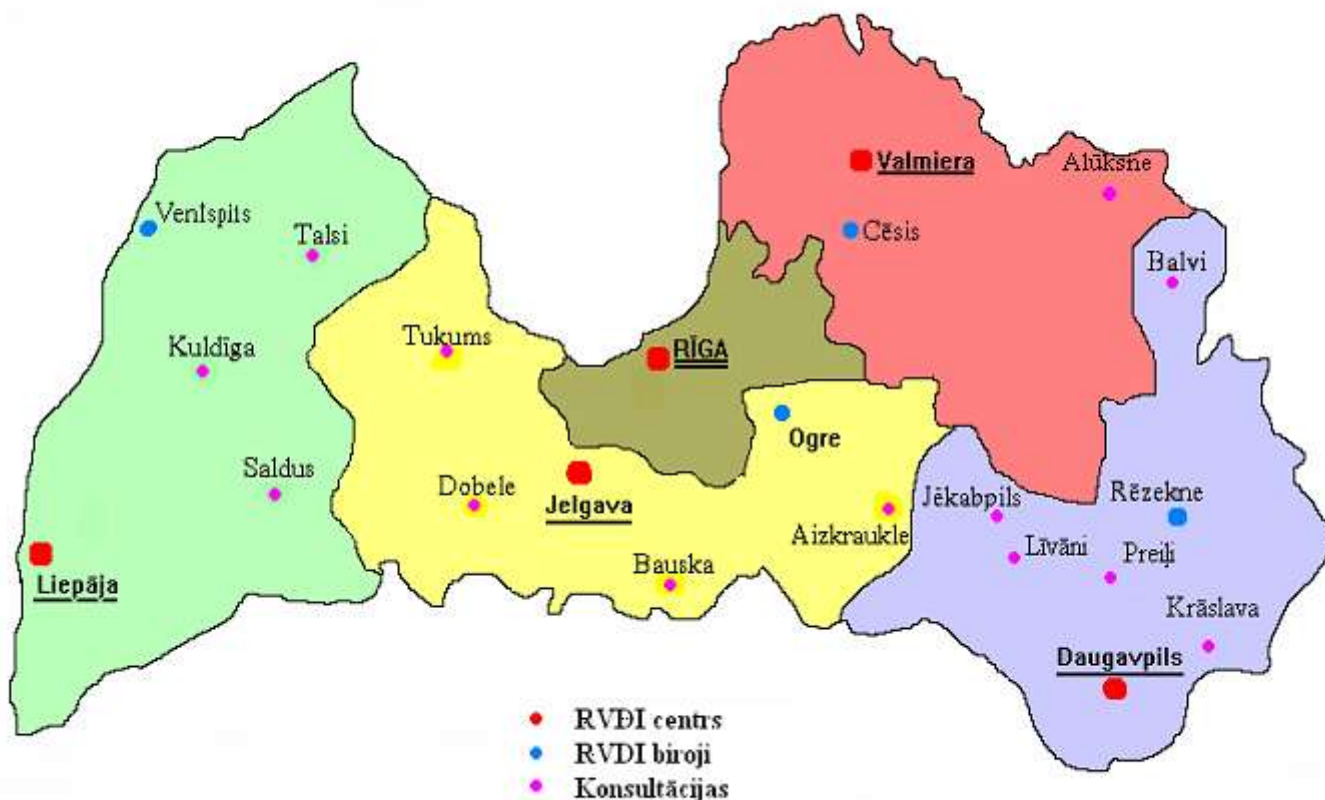 Valmiera
Alūksne
Ventspils
Talsi
Cēsis
Balvi
Tukums
RĪGA
Kuldīga
Ogre
Saldus
Dobele
Jelgava
Jēkabpils
Rēzekne
Aizkraukle
Līvāni
Preiļi
Bauska
Liepāja
Krāslava
Daugavpils
RVDI centrs
RVDI biroji
Konsultācijas